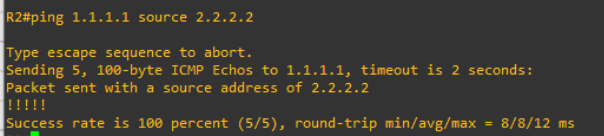 R2#ping 1.1.1.1 source 2.2.2.2
Type escape sequence to abort.
Sending 5, 100-byte ICMP Echos to 1.1.1.1, timeout is 2 seconds:
Packet sent with a source address of 2.2.2.2
!!!!!
Success rate is 100 percent (5/5), round-trip min/avg/max = 8/8/12 ms